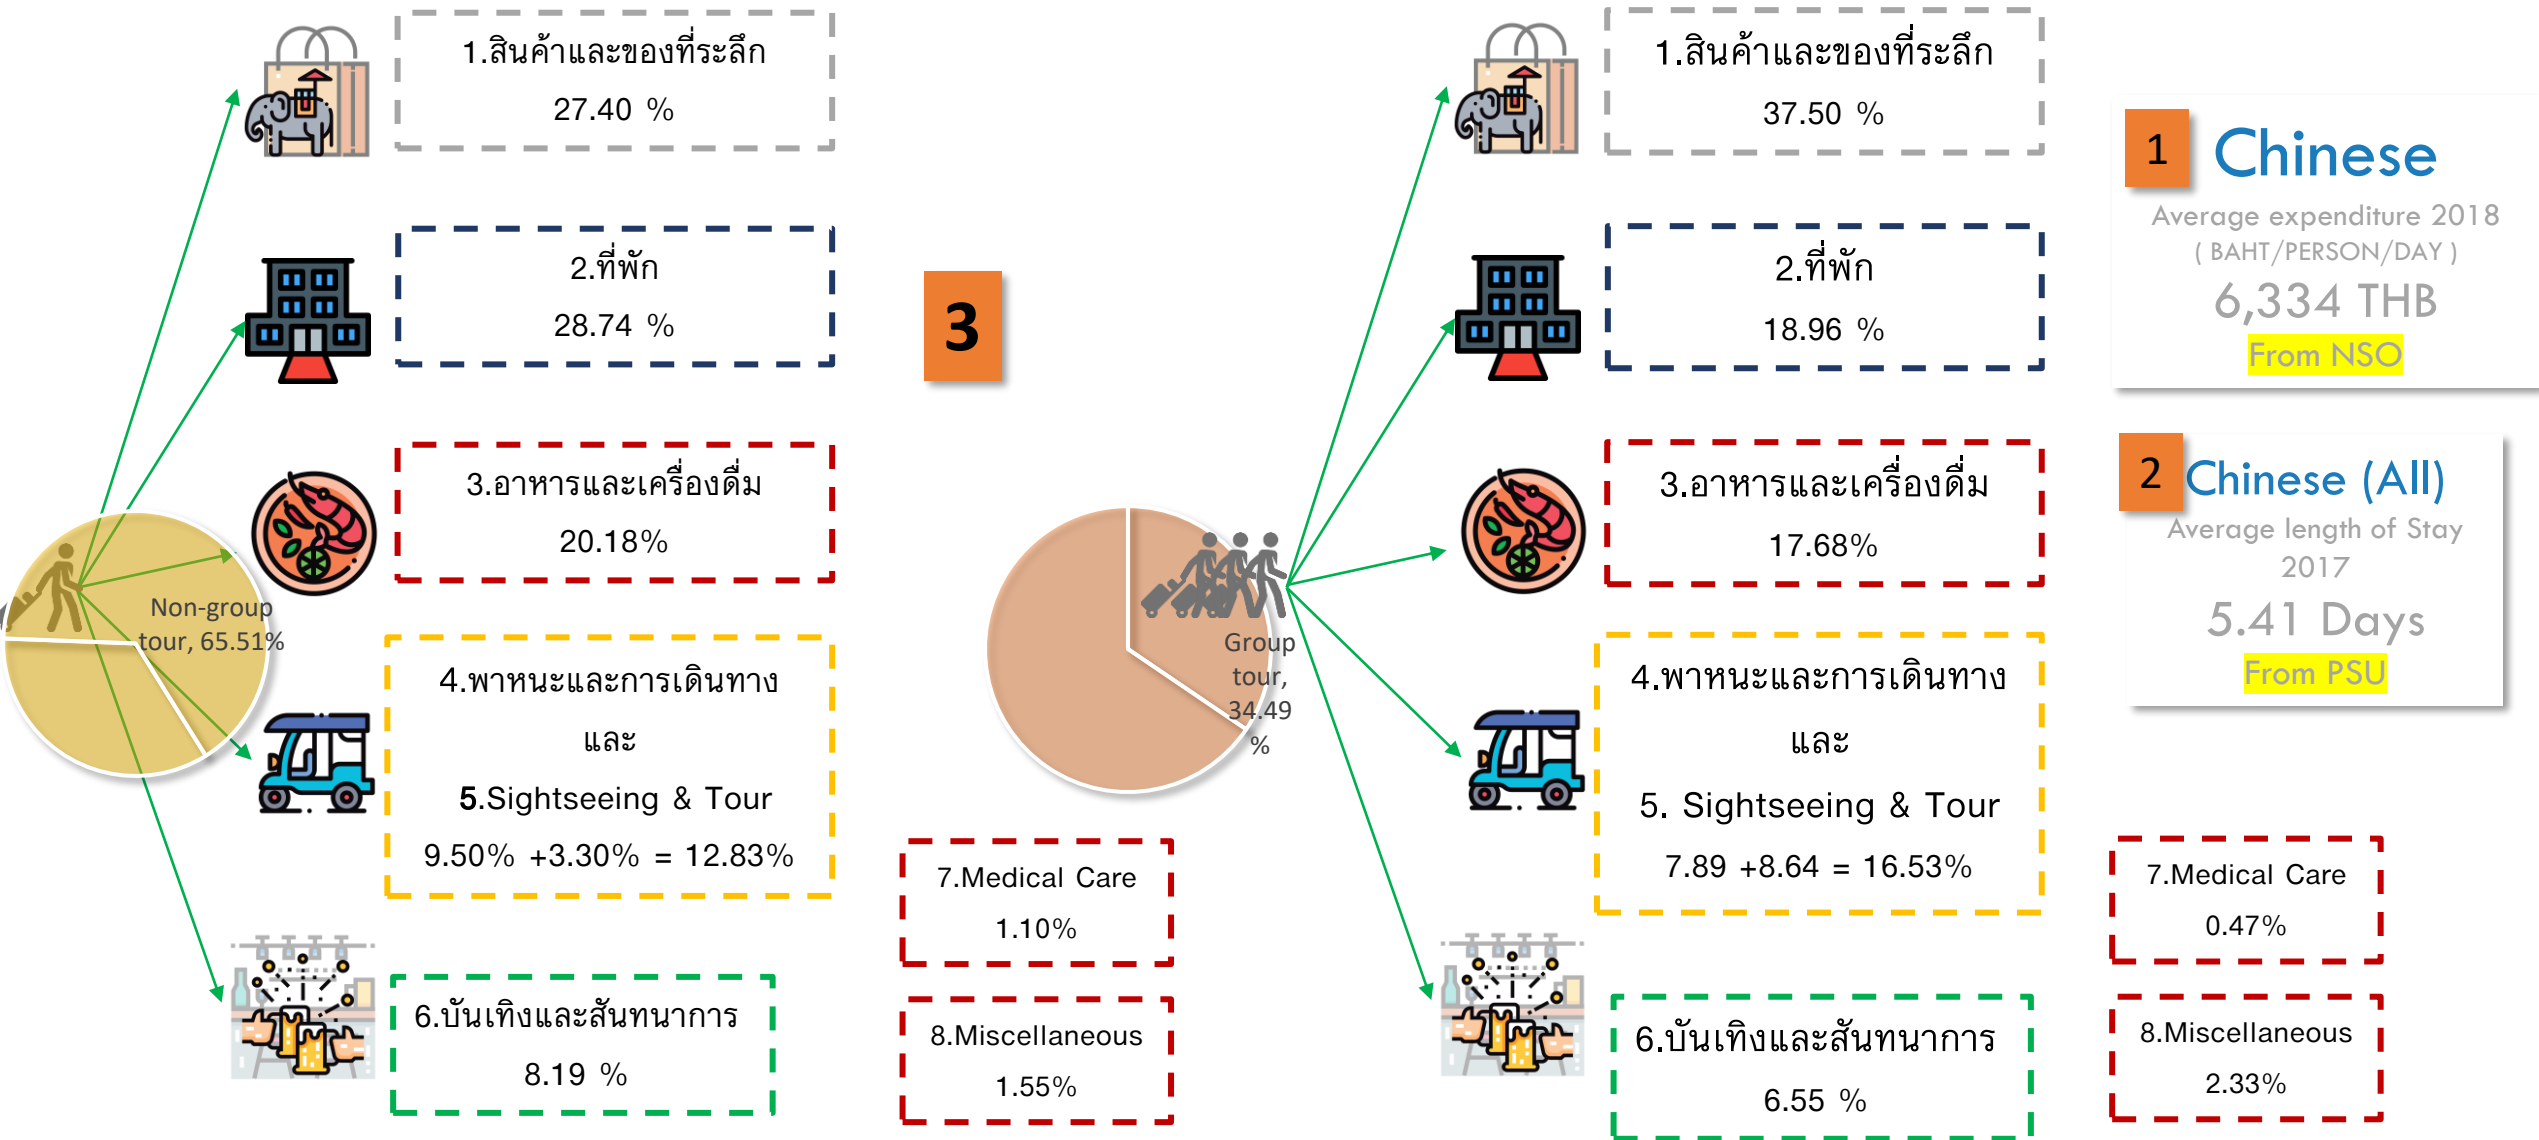 1.สินค้าและของที่ระลึก
27.40 %
2.ที่พัก
28.74 %
3.อาหารและเครื่องดื่ม
20.18%
Non-group
tour, 65.51%
4.พาหนะและการเดินทาง
และ
5.Sightseeing & Tour
9.50% +3.30% = 12.83%
6.บันเทิงและสันทนาการ
8.19 %
7.Medical Care
1.10%
8.Miscellaneous
1.55%
3
1.สินค้าและของที่ระลึก
37.50 %
2.ที่พัก
18.96 %
3.อาหารและเครื่องดื่ม
17.68%
Group
tour,
34.49
%
4.พาหนะและการเดินทาง
และ
5. Sightseeing & Tour
7.89 +8.64 = 16.53%
6.บันเทิงและสันทนาการ
6.55 %
7.Medical Care
0.47%
8.Miscellaneous
2.33%
1
Chinese
Average expenditure 2018
( BAHT/PERSON/DAY )
6,334 THB
From NSO
2
Chinese (All)
Average length of Stay
2017
5.41 Days
From PSU